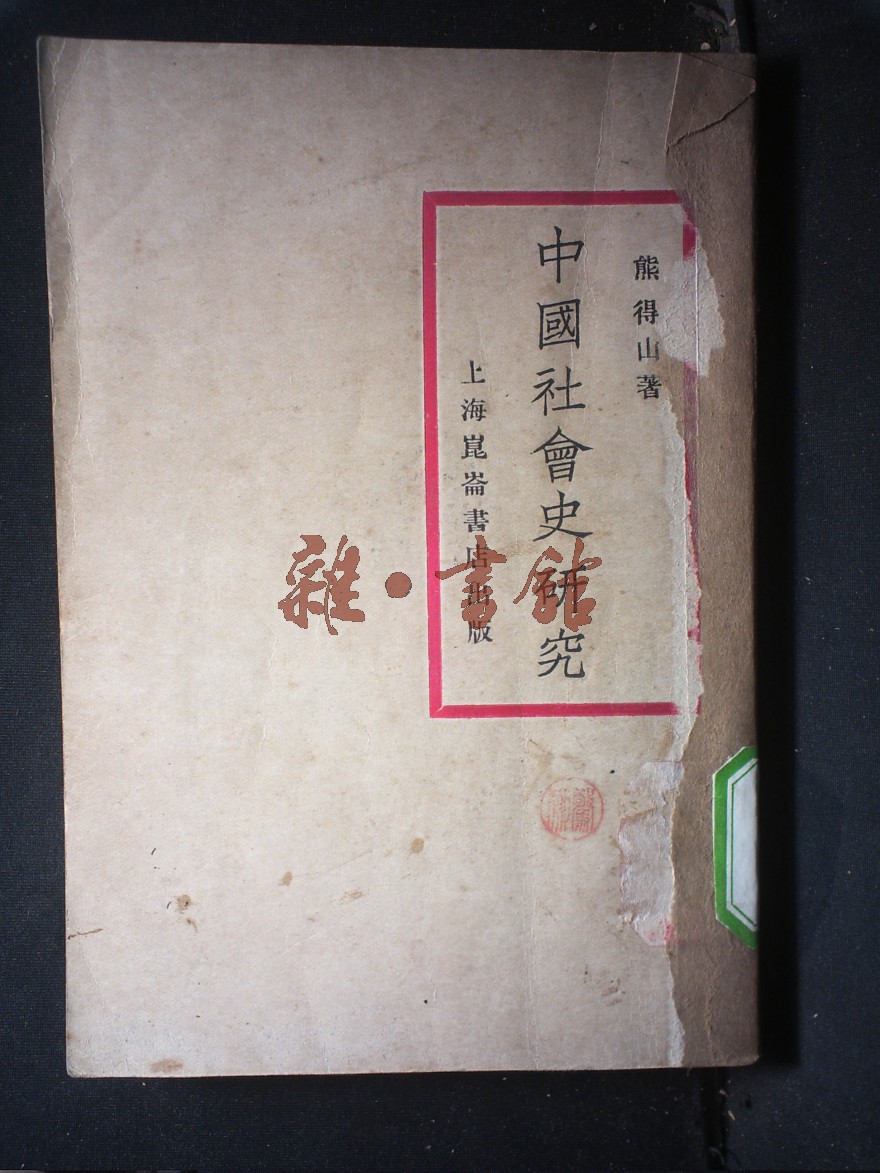 熊得山著
中國社會史研究
上海崑崙書店出版
雜·書館